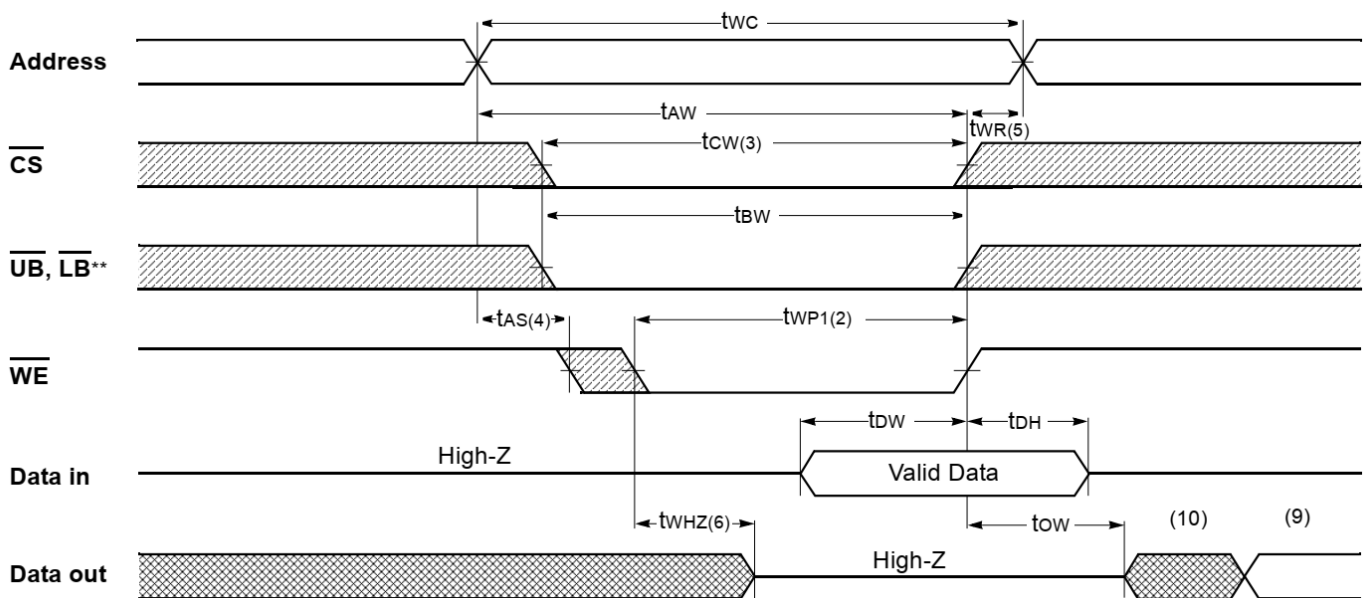 tWC
Address
tAW
tWR(5)
tCW(3)
CS
tBW
UB, LB**
tAS(4)
tWP1(2)
WE
tDW
tDH
High-Z
Valid Data
Data in
tWHZ(6)
tOW
(10)
(9)
High-Z
Data out